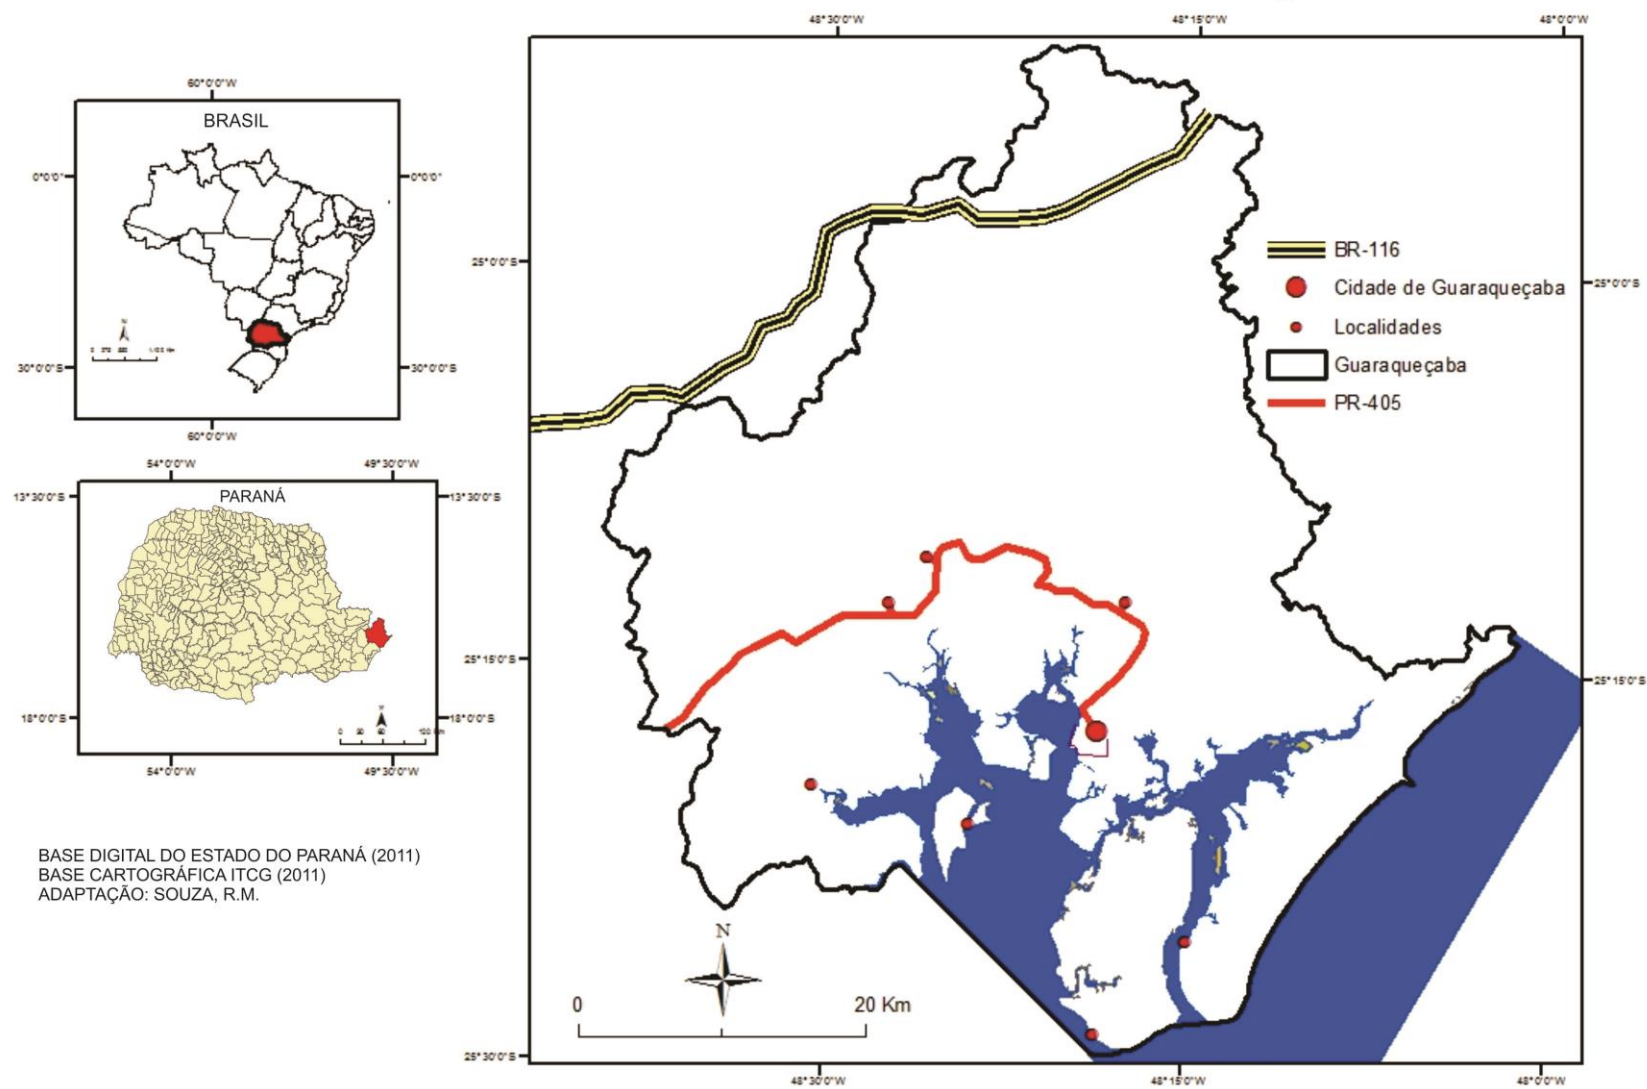 60°0'0"W
BRASIL
0°0'0"
0°0'0"
N
30°0'0"S
30°0'0"S
60°0'0"W
54°0'0"W
49°30'0"W
13°30'0"S
13°30'0"S
PARANÁ
18°0'0"S
18°0'0"S
54°0'0"W
49°30'0"W
BASE DIGITAL DO ESTADO DO PARANÁ (2011)
BASE CARTOGRÁFICA ITCG (2011)
ADAPTAÇÃO: SOUZA, R.M.
48°30'0"W
48°15'0"W
48°0'0"W
25°0'0"S
25°0'0"S
BR-116
Cidade de Guaraqueçaba
Localidades
Guaraqueçaba
PR-405
25°15'0"S
25°15'0"S
N
0
20 Km
25°30'0"S
48°30'0"W
48°15'0"W
48°0'0"W